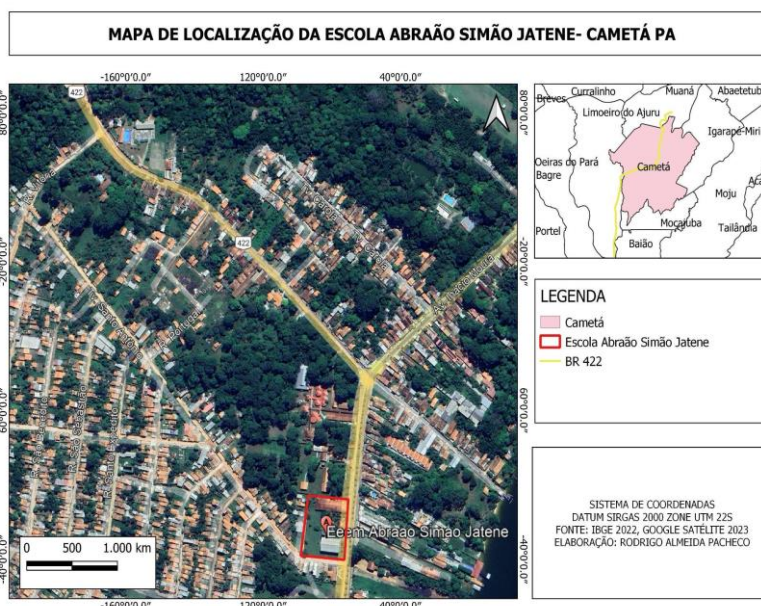 MAPA DE LOCALIZAÇÃO DA ESCOLA ABRAÃO SIMÃO JATENE- CAMETÁ PA
-160°0'0.0" 120°0'0.0" 40°0'0.0"
80°0'0.0"
-20°0'0.0"
60°0'0.0"
-40°0'0.0"
422
422
Eeem Abraao Simao Jatene
0 500 1.000 km
-160°0'0.0" 120°0'0.0" 40°0'0.0"
80°0'0.0"
-20°0'0.0"
60°0'0.0"
-40°0'0.0"
Curralinho Muaná Abaetetub
Brèves
Limoeiro do Ajuru
Igarapé-Miri
Oeiras do Pará
Cametá
Bagre
Moju
Mocajuba
Portel
Baião
Tailândia
LEGENDA
Cametá
Escola Abraão Simão Jatene
BR 422
SISTEMA DE COORDENADAS
DATUM SIRGAS 2000 ZONE UTM 22S
FONTE: IBGE 2022, GOOGLE SATÉLITE 2023
ELABORAÇÃO: RODRIGO ALMEIDA PACHECO